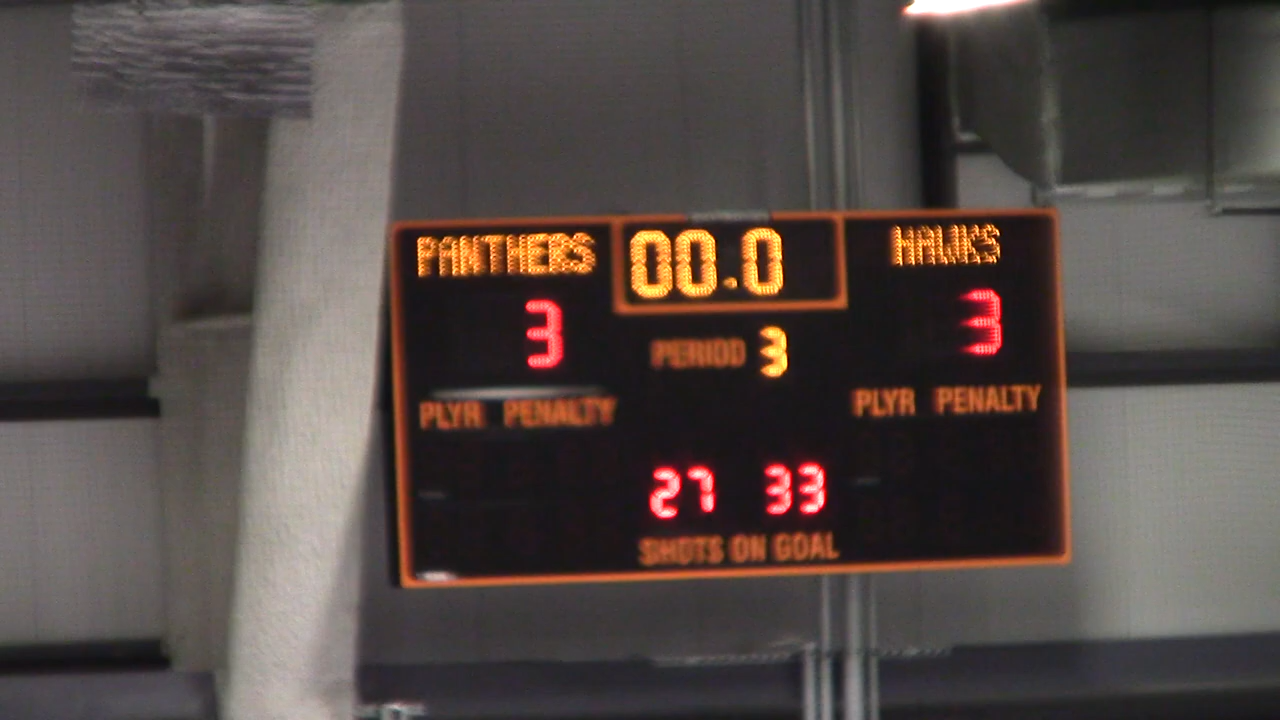 PANTHERS 00.0 HAWKS
3 3
PERIOD 3
PLYR PENALTY PLYR PENALTY
27 33
SHOTS ON GOAL